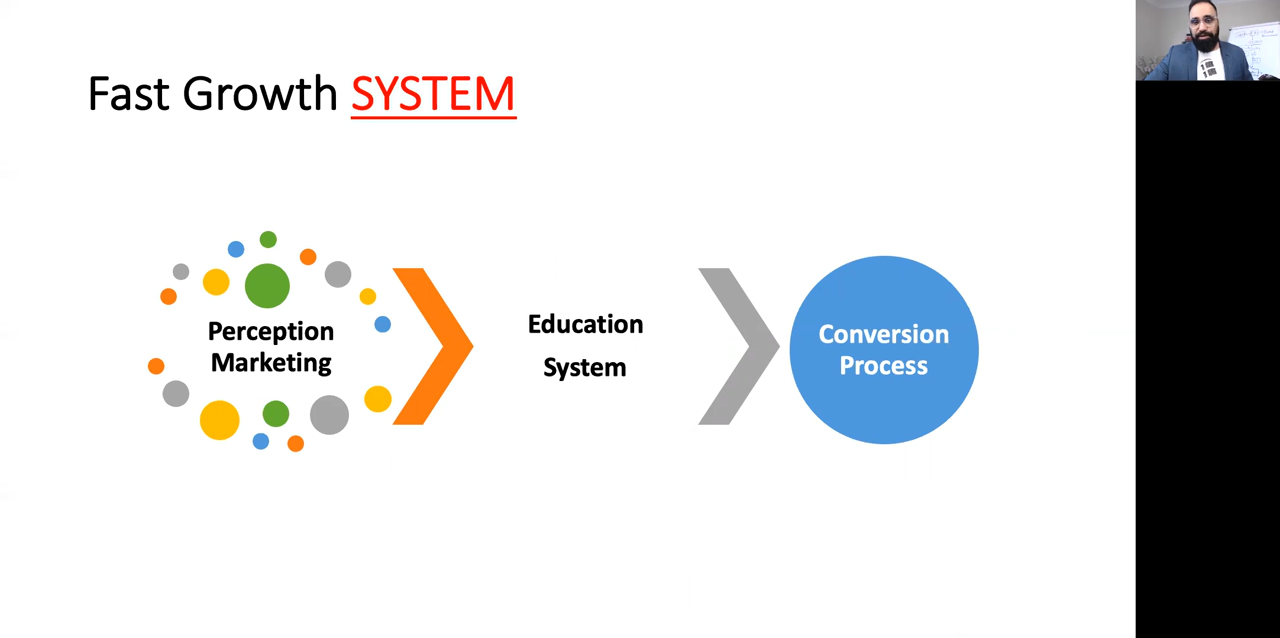 Fast Growth SYSTEM
Perception
Marketing
Education
System
Conversion
Process